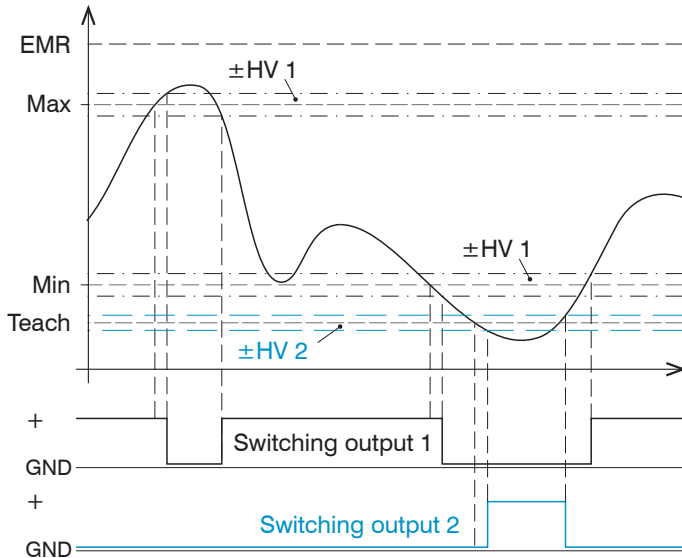 EMR
±HV 1
Max
±HV 1
Min
Teach
±HV 2
+
Switching output 1
GND
+
Switching output 2
GND